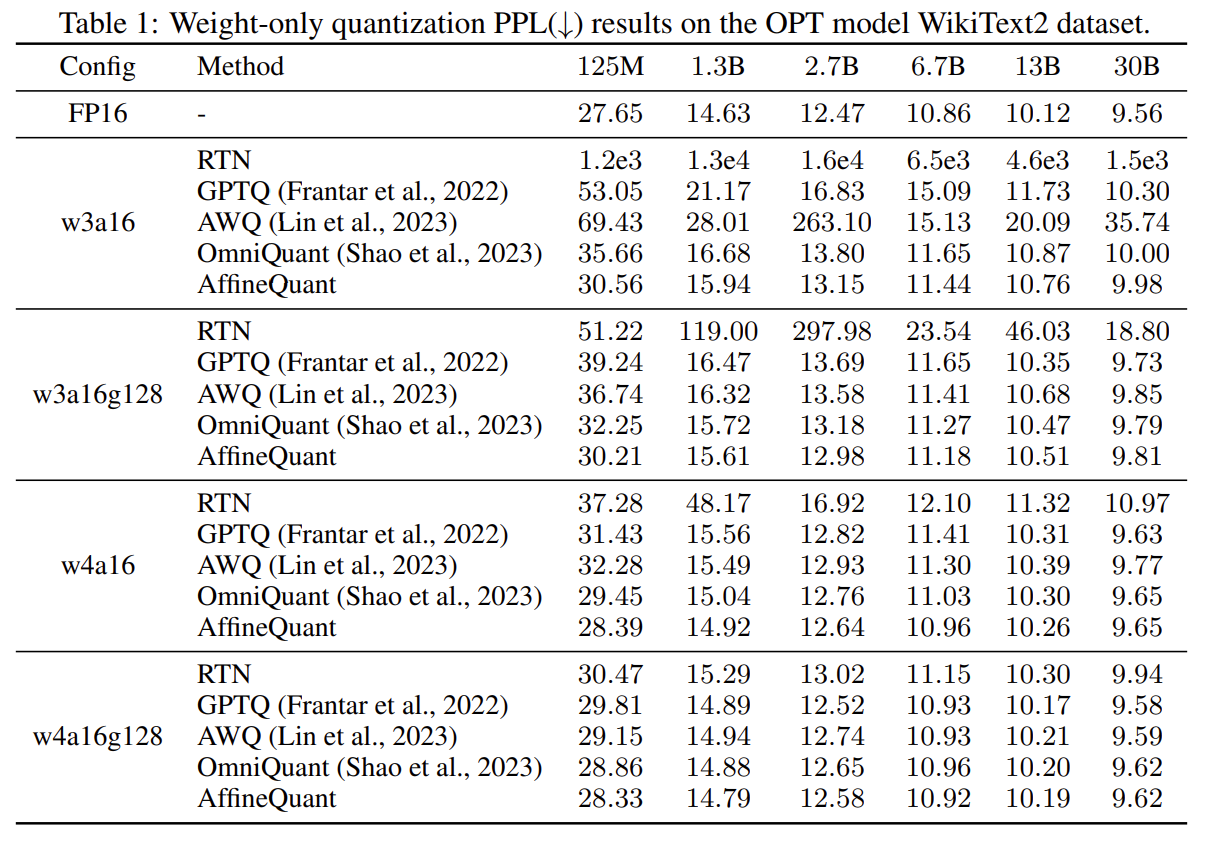 Table 1: Weight-only quantization PPL(↓) results on the OPT model WikiText2 dataset.
Config Method 125M 1.3B 2.7B 6.7B 13B 30B
FP16 - 27.65 14.63 12.47 10.86 10.12 9.56
RTN 1.2e3 1.3e4 1.6e4 6.5e3 4.6e3 1.5e3
GPTQ (Frantar et al., 2022) 53.05 21.17 16.83 15.09 11.73 10.30
w3a16 AWQ (Lin et al., 2023) 69.43 28.01 263.10 15.13 20.09 35.74
OmniQuant (Shao et al., 2023) 35.66 16.68 13.80 11.65 10.87 10.00
AffineQuant 30.56 15.94 13.15 11.44 10.76 9.98
RTN 51.22 119.00 297.98 23.54 46.03 18.80
GPTQ (Frantar et al., 2022) 39.24 16.47 13.69 11.65 10.35 9.73
w3a16g128 AWQ (Lin et al., 2023) 36.74 16.32 13.58 11.41 10.68 9.85
OmniQuant (Shao et al., 2023) 32.25 15.72 13.18 11.27 10.47 9.79
AffineQuant 30.21 15.61 12.98 11.18 10.51 9.81
RTN 37.28 48.17 16.92 12.10 11.32 10.97
GPTQ (Frantar et al., 2022) 31.43 15.56 12.82 11.41 10.31 9.63
w4a16 AWQ (Lin et al., 2023) 32.28 15.49 12.93 11.30 10.39 9.77
OmniQuant (Shao et al., 2023) 29.45 15.04 12.76 11.03 10.30 9.65
AffineQuant 28.39 14.92 12.64 10.96 10.26 9.65
RTN 30.47 15.29 13.02 11.15 10.30 9.94
GPTQ (Frantar et al., 2022) 29.81 14.89 12.52 10.93 10.17 9.58
w4a16g128 AWQ (Lin et al., 2023) 29.15 14.94 12.74 10.93 10.21 9.59
OmniQuant (Shao et al., 2023) 28.86 14.88 12.65 10.96 10.20 9.62
AffineQuant 28.33 14.79 12.58 10.92 10.19 9.62